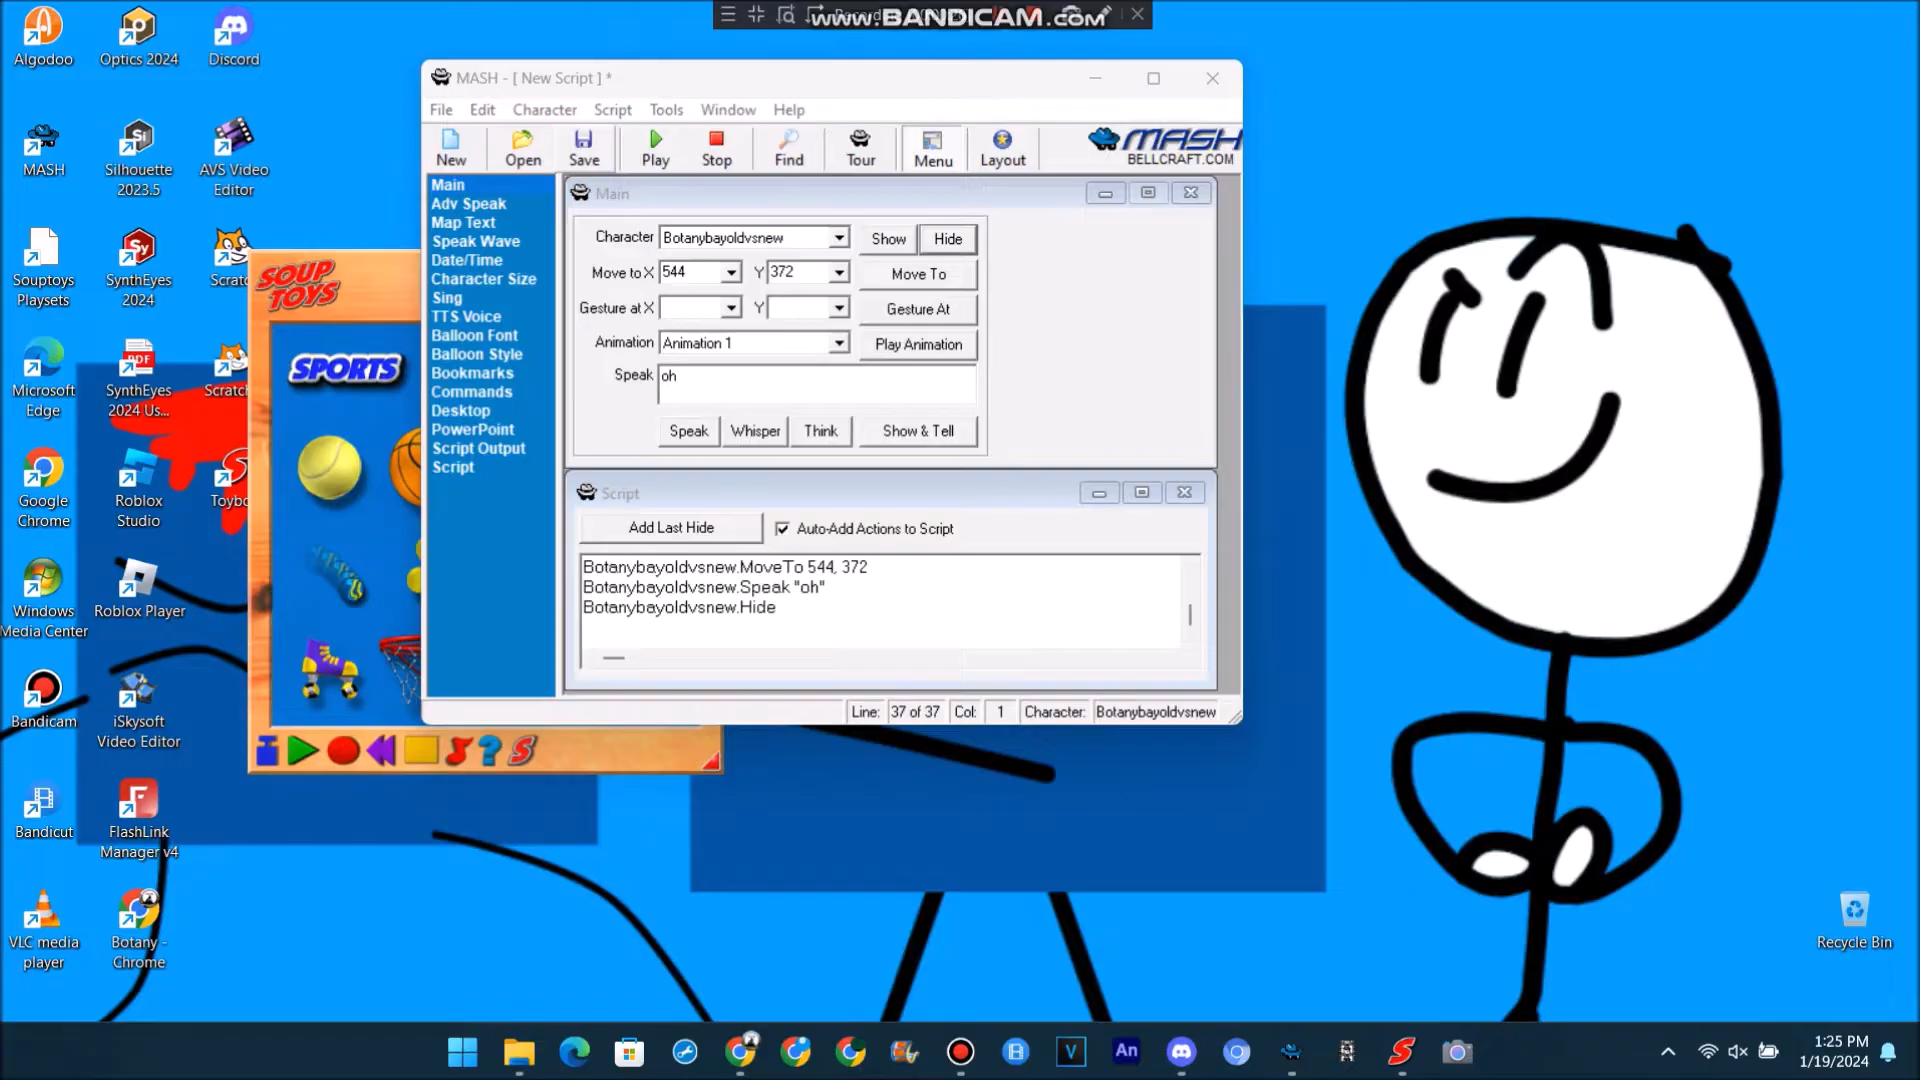 www.BANDICAM.com
Algodoo
Optics 2024
Discord
MASH
Silhouette
2023.5
AVS Video
Editor
Souptoys
Playsets
SynthEyes
2024
Scratc
Microsoft
Edge
SynthEyes
2024 Us...
Scratch
Google
Chrome
Roblox
Studio
Toybo
Windows
Media Center
Roblox Player
Bandicam
iSkysoft
Video Editor
Bandicut
FlashLink
Manager v4
VLC media
player
Botany -
Chrome
Recycle Bin
SOUP
TOYS
SPORTS
MASH - [ New Script ] *
File Edit Character Script Tools Window Help
New Open Save Play Stop Find Tour Menu Layout
MASH
BELLCRAFT.COM
Main
Adv Speak
Map Text
Speak Wave
Date/Time
Character Size
Sing
TTS Voice
Balloon Font
Balloon Style
Bookmarks
Commands
Desktop
PowerPoint
Script Output
Script
Main
Character Botanybayoldvsnew Show Hide
Move to X 544 Y 372 Move To
Gesture at X Y Gesture At
Animation Animation 1 Play Animation
Speak oh
Speak Whisper Think Show & Tell
Script
Add Last Hide Auto-Add Actions to Script
Botanybayoldvsnew.MoveTo 544, 372
Botanybayoldvsnew.Speak "oh"
Botanybayoldvsnew.Hide
Line: 37 of 37 Col: 1 Character: Botanybayoldvsnew
1:25 PM
1/19/2024